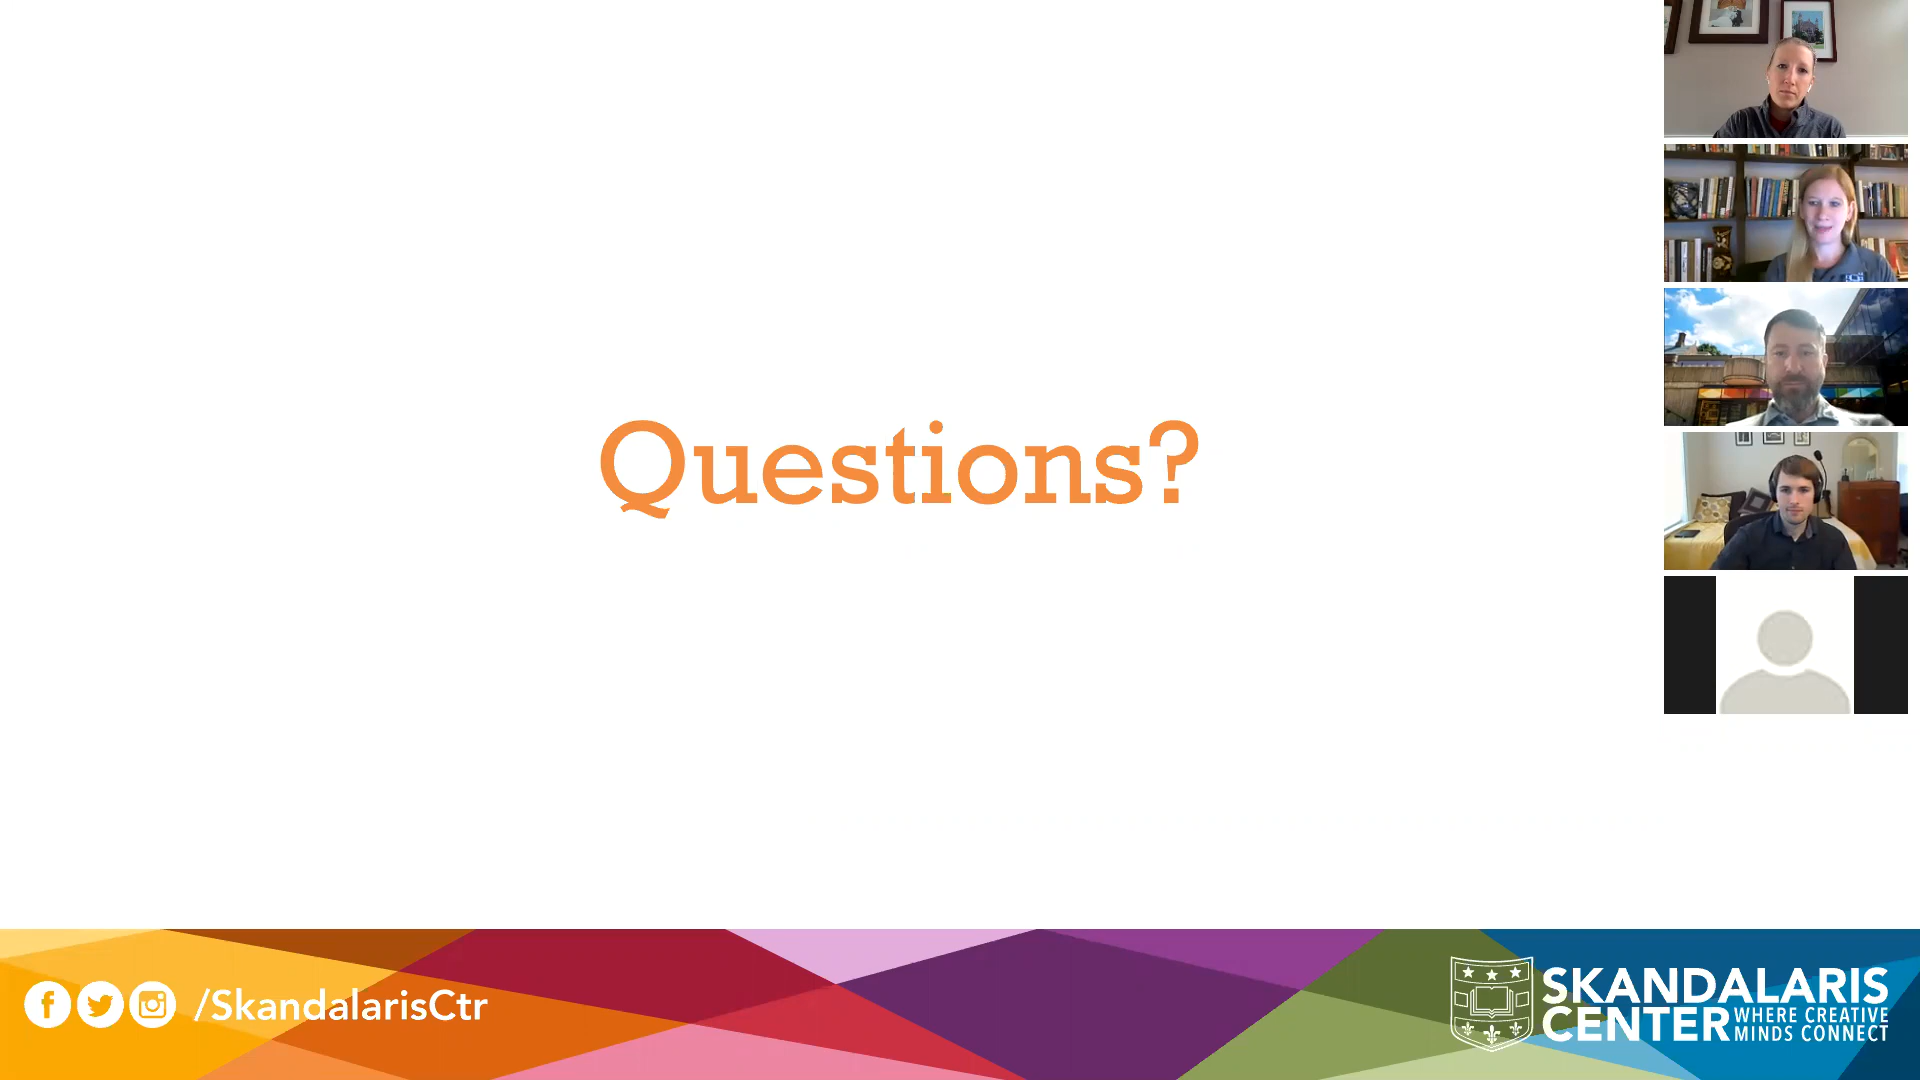 Questions?
/SkandalarisCtr
SKANDALARIS
CENTER WHERE CREATIVE
MINDS CONNECT